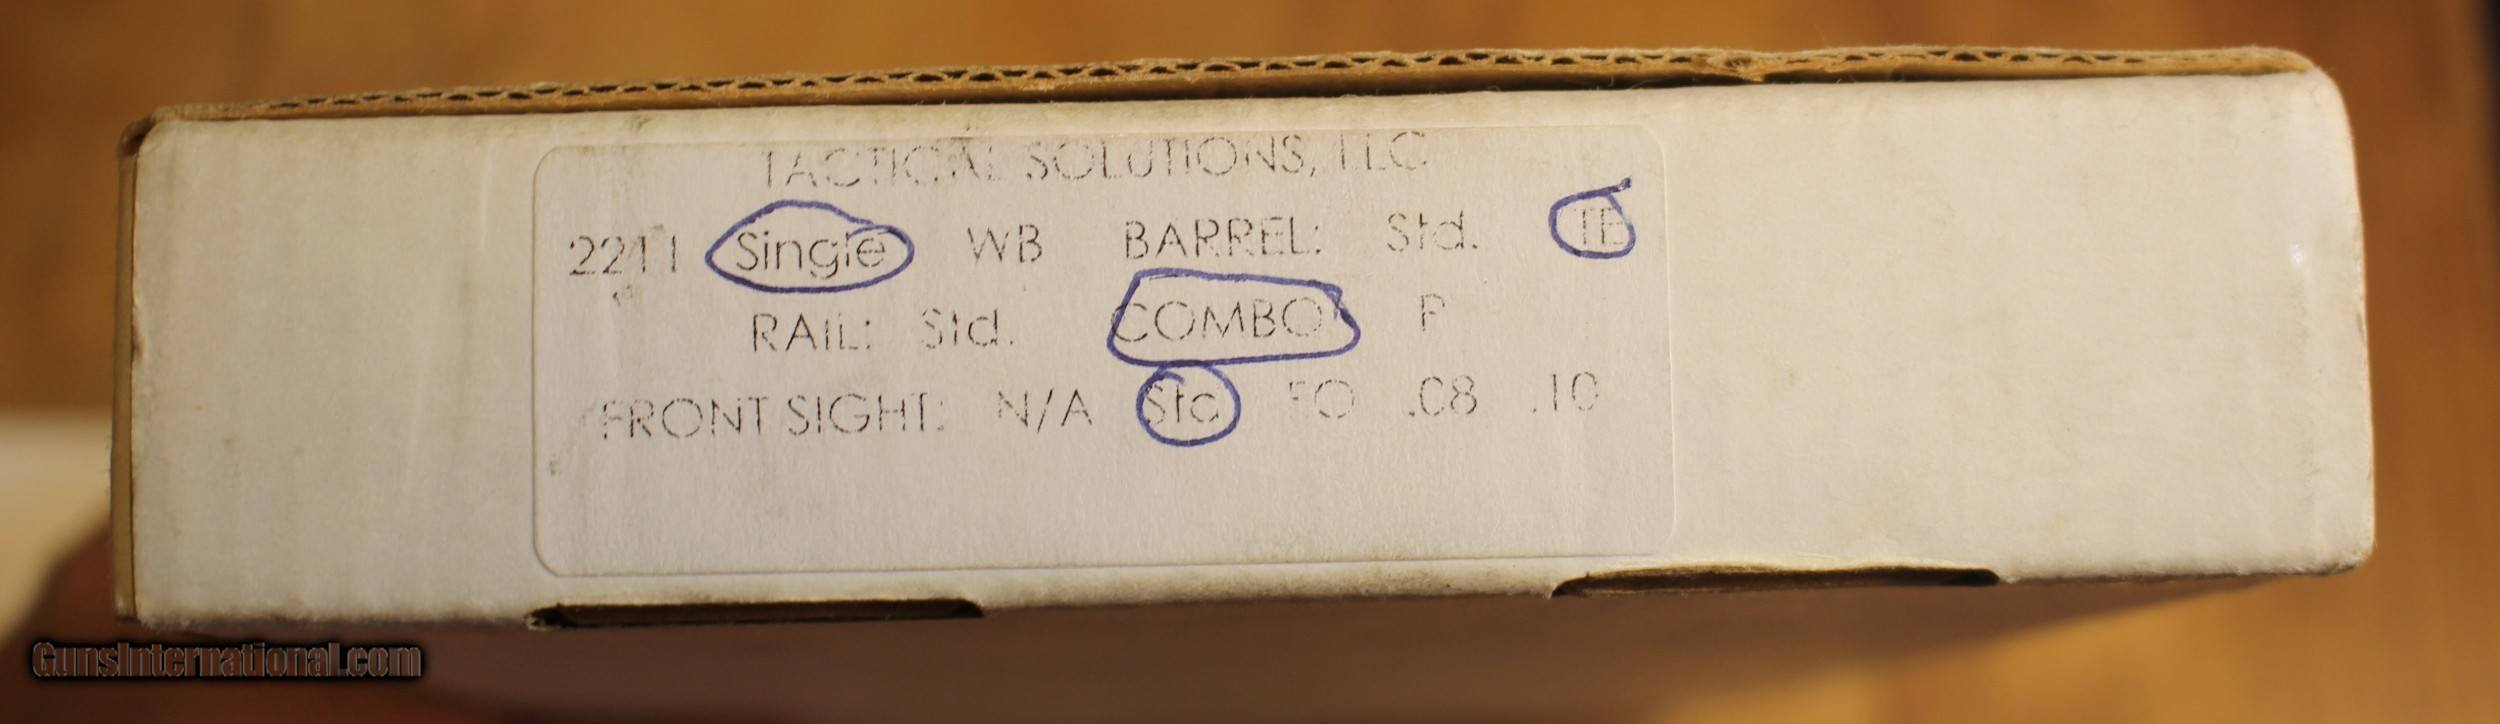 TACTICAL SOLUTIONS, LLC
2211 Single WB BARREL: Std. TE
RAIL: Std. COMBO P
FRONT SIGHT: N/A Std FO .08 .10
GunsInternational.com